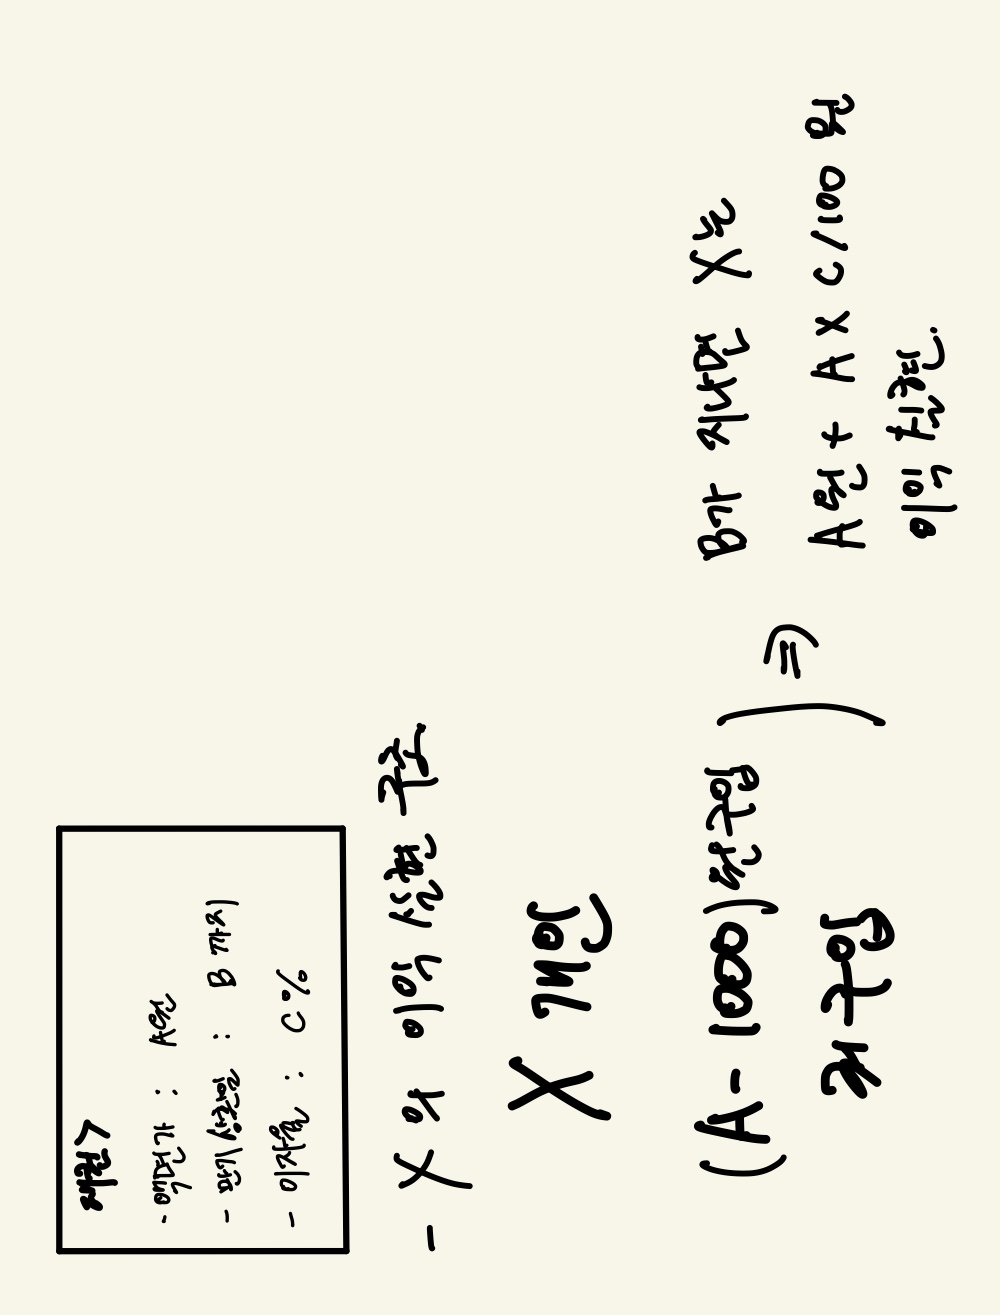 채권>
- 액면가 : A원
- 만기 상환일 : B 까지
- 이자율 : C %
- X 의 이익 실현 구조
X 개인
(A - 1000) 원 구입
구입
B가 지나면 X는
A원 + A X C/100 원
이익 실현.